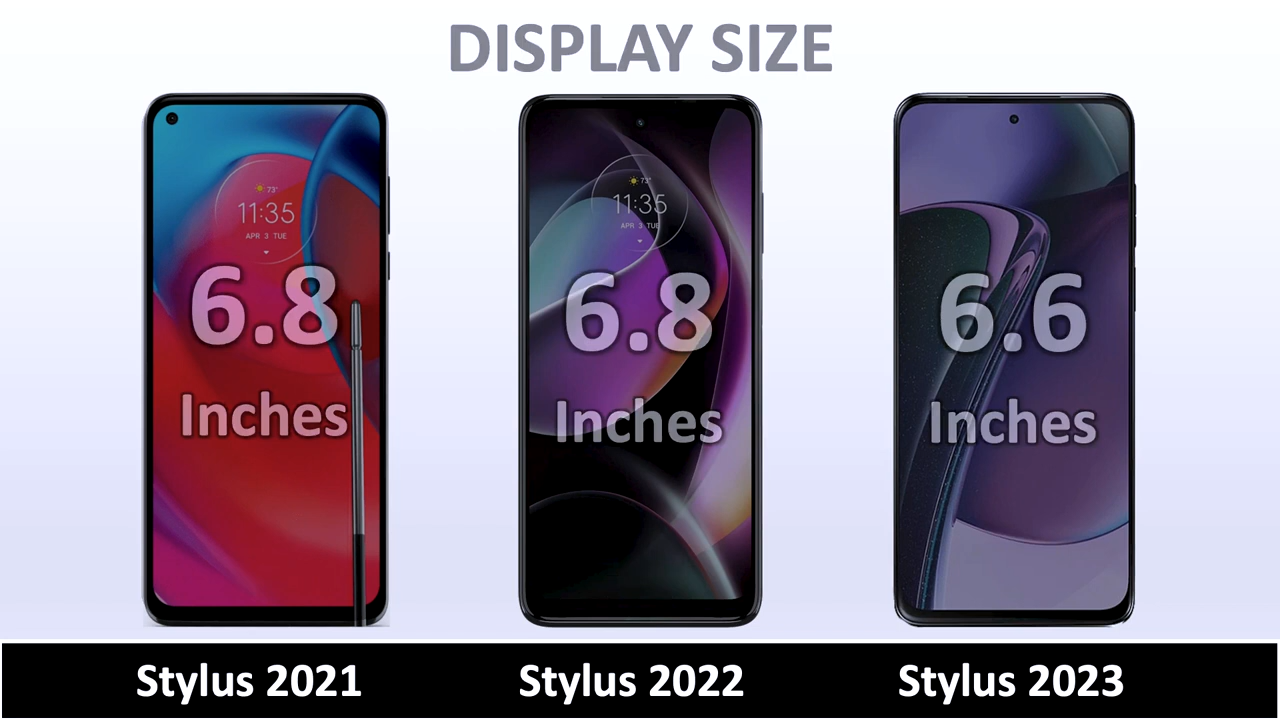 DISPLAY SIZE
73°
11:35
APR 3 TUE
6.8
Inches
73°
11:35
APR 3 TUE
6.8
Inches
6.6
Inches
Stylus 2021
Stylus 2022
Stylus 2023